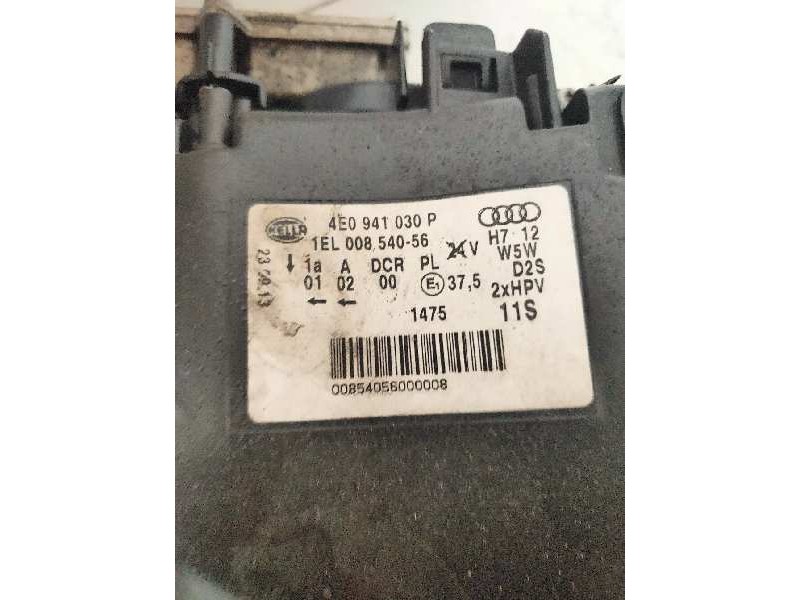 HELLA 4E0 941 030 P
1EL 008 540-56 24V H7 12
W5W
↓ 1a A DCR PL D2S
01 02 00 E1 37,5 2xHPV
← ← 1475 11S
00854056000008